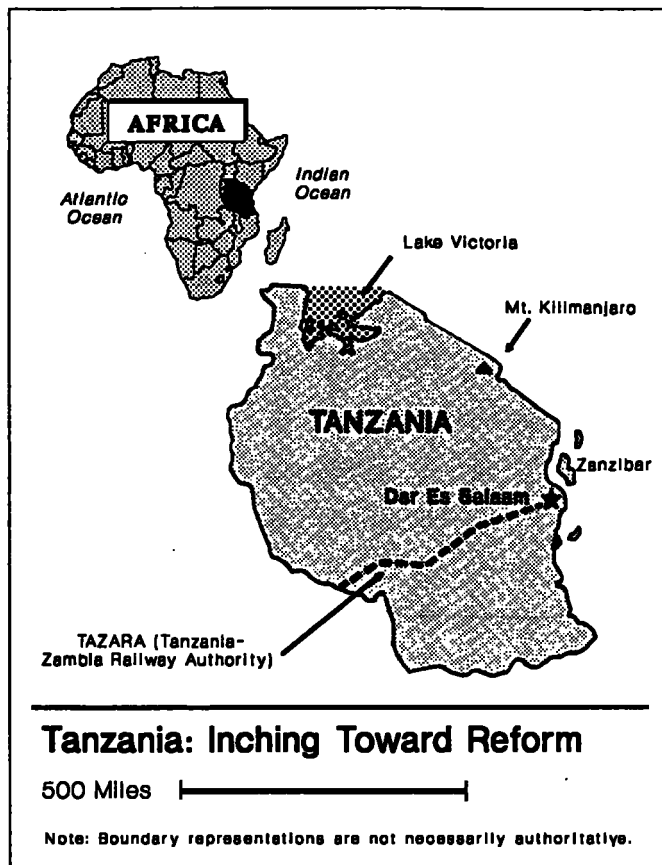 AFRICA
Atlantic
Ocean
Indian
Ocean
Lake Victoria
Mt. Kilimanjaro
TANZANIA
Zanzibar
Dar Es Salaam
TAZARA (Tanzania-
Zambia Railway Authority)
Tanzania: Inching Toward Reform
500 Miles
Note: Boundary representations are not necessarily authoritative.